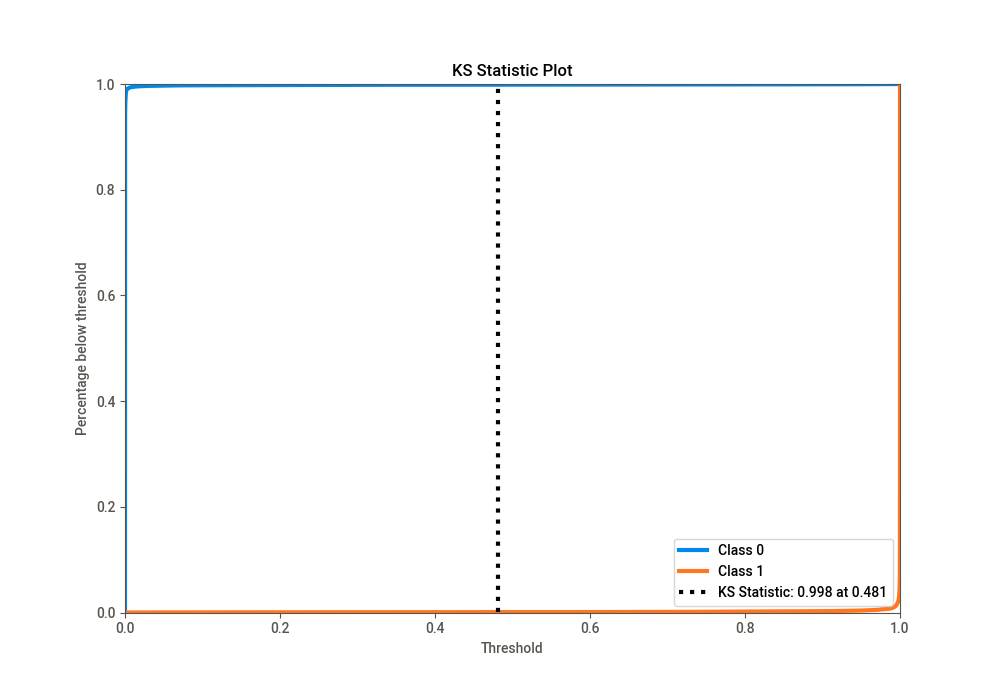 KS Statistic Plot
1.0
0.8
0.6
0.4
0.2
0.0
Percentage below threshold
0.0 0.2 0.4 0.6 0.8 1.0
Threshold
Class 0
Class 1
KS Statistic: 0.998 at 0.481